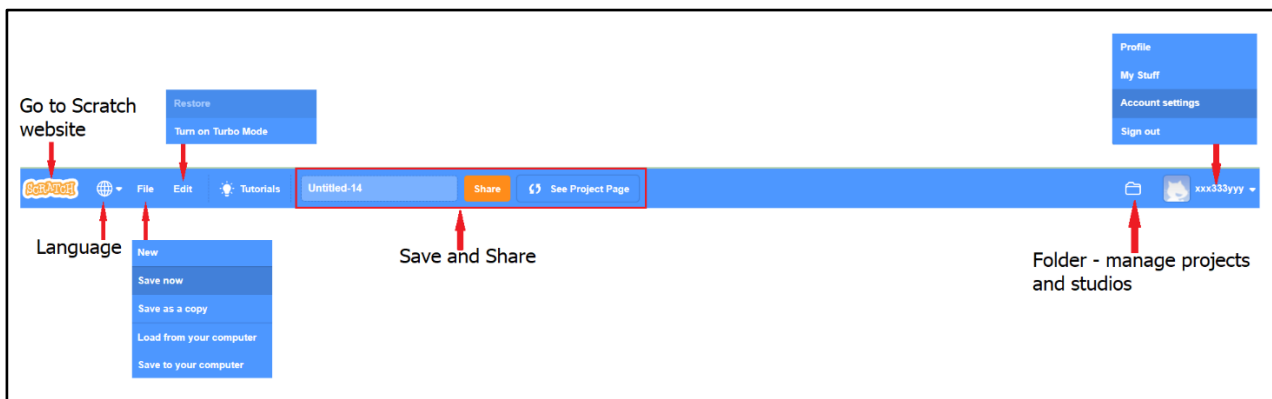 Profile
My Stuff
Account settings
Sign out
Go to Scratch
website
Restore
Turn on Turbo Mode
SCRATCH File Edit Tutorials Untitled-14 Share See Project Page xxx333yyy
Language
New
Save now
Save as a copy
Load from your computer
Save to your computer
Save and Share
Folder - manage projects
and studios